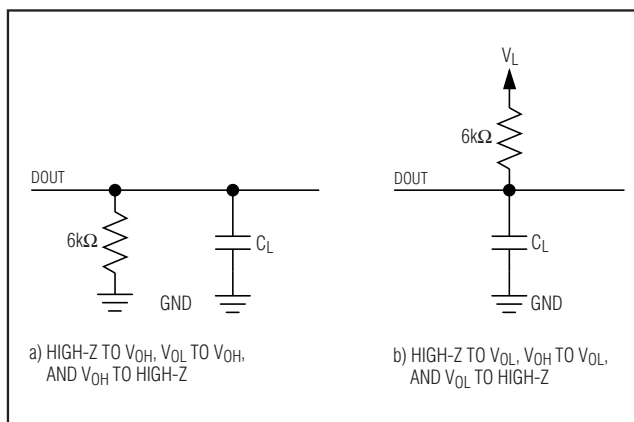 DOUT
6kΩ
C_L
GND
a) HIGH-Z TO V_OH, V_OL TO V_OH,
AND V_OH TO HIGH-Z
V_L
6kΩ
DOUT
C_L
GND
b) HIGH-Z TO V_OL, V_OH TO V_OL,
AND V_OL TO HIGH-Z